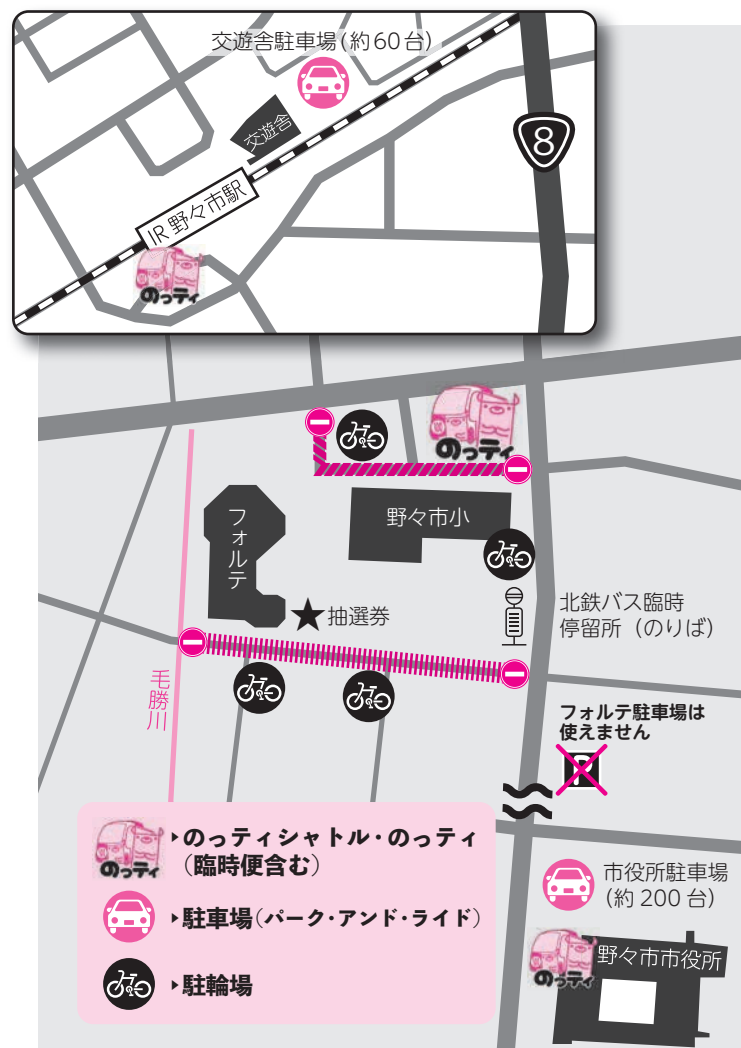 交遊舎駐車場(約60台)
交遊舎
8
IR 野々市駅
のっティ
のっティ
フォルテ
野々市小
★抽選券
北鉄バス臨時
停留所（のりば）
毛勝川
フォルテ駐車場は
使えません
P
のっティ
▸のっティシャトル・のっティ
（臨時便含む）
▸駐車場(パーク・アンド・ライド)
▸駐輪場
市役所駐車場
(約 200 台)
のっティ
野々市市役所